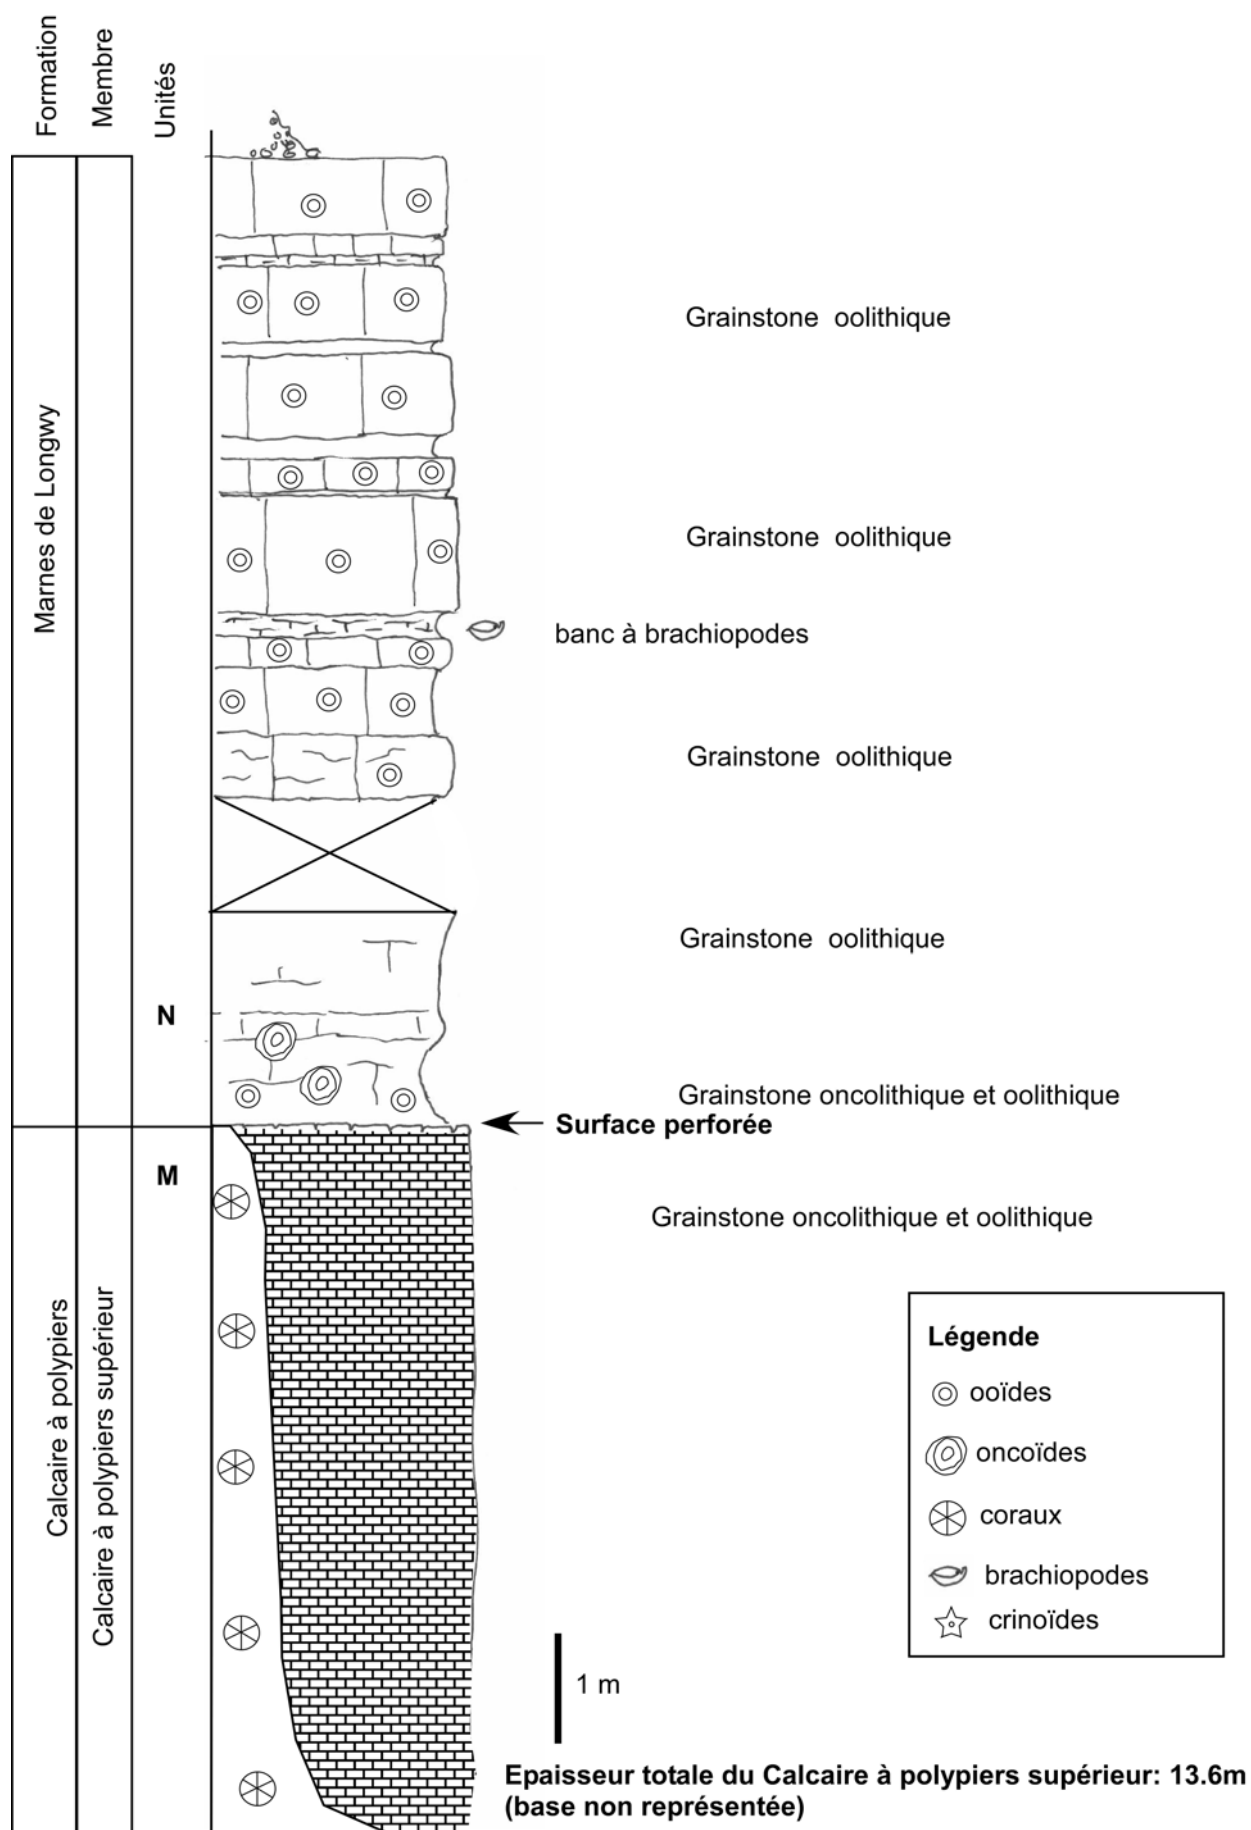 Formation
Membre
Unités
Marnes de Longwy
Grainstone oolithique
Grainstone oolithique
banc à brachiopodes
Grainstone oolithique
Grainstone oolithique
N
Grainstone oncolithique et oolithique
Surface perforée
M
Grainstone oncolithique et oolithique
Calcaire à polypiers
Calcaire à polypiers supérieur
Légende
ooïdes
oncoïdes
coraux
brachiopodes
crinoïdes
1 m
Epaisseur totale du Calcaire à polypiers supérieur: 13.6m
(base non représentée)